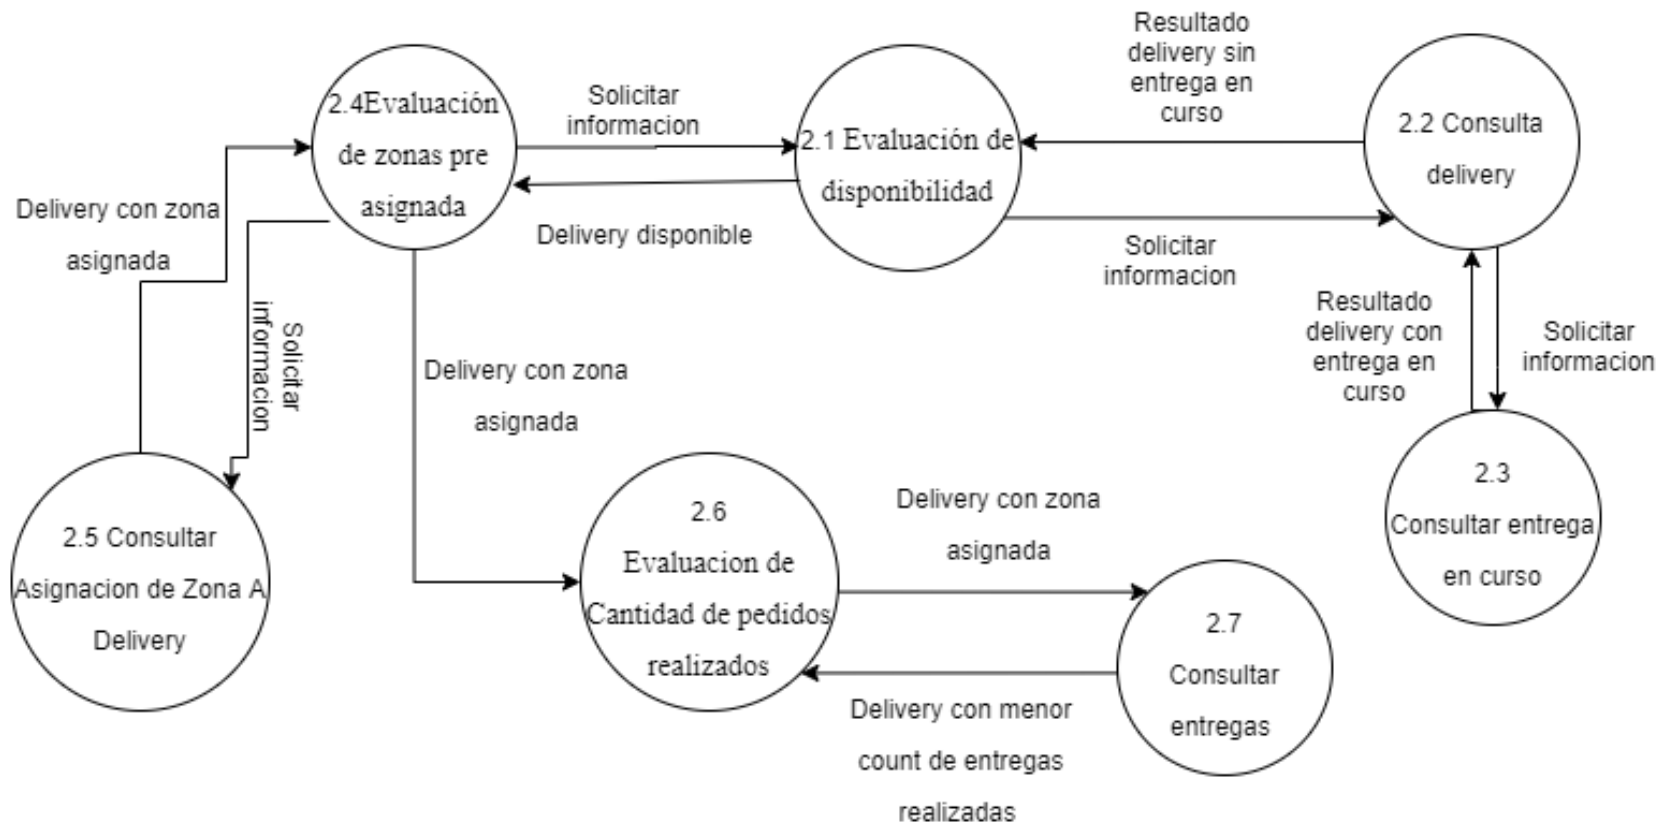 Resultado
delivery sin
entrega en
curso
2.4Evaluación
de zonas pre
asignada
Solicitar
informacion
2.1 Evaluación de
disponibilidad
2.2 Consulta
delivery
Delivery con zona
asignada
Delivery disponible
Solicitar
informacion
Solicitar
informacion
Resultado
delivery con
entrega en
curso
Solicitar
informacion
Delivery con zona
asignada
2.5 Consultar
Asignacion de Zona A
Delivery
2.6
Evaluacion de
Cantidad de pedidos
realizados
Delivery con zona
asignada
2.3
Consultar entrega
en curso
2.7
Consultar
entregas
Delivery con menor
count de entregas
realizadas